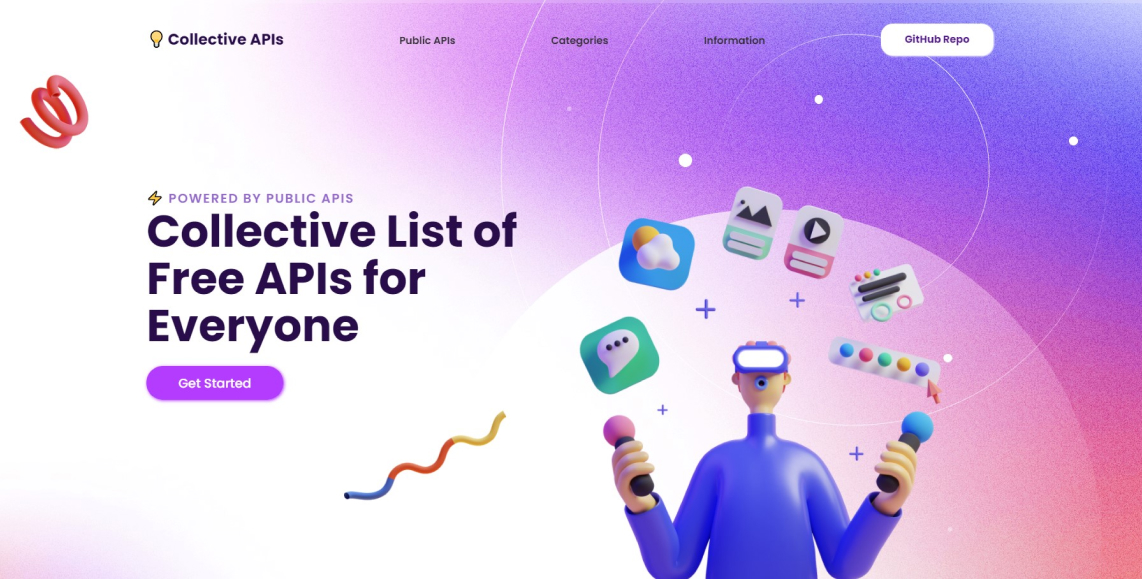 Collective APIs
Public APIs
Categories
Information
GitHub Repo
POWERED BY PUBLIC APIS
Collective List of
Free APIs for
Everyone
Get Started